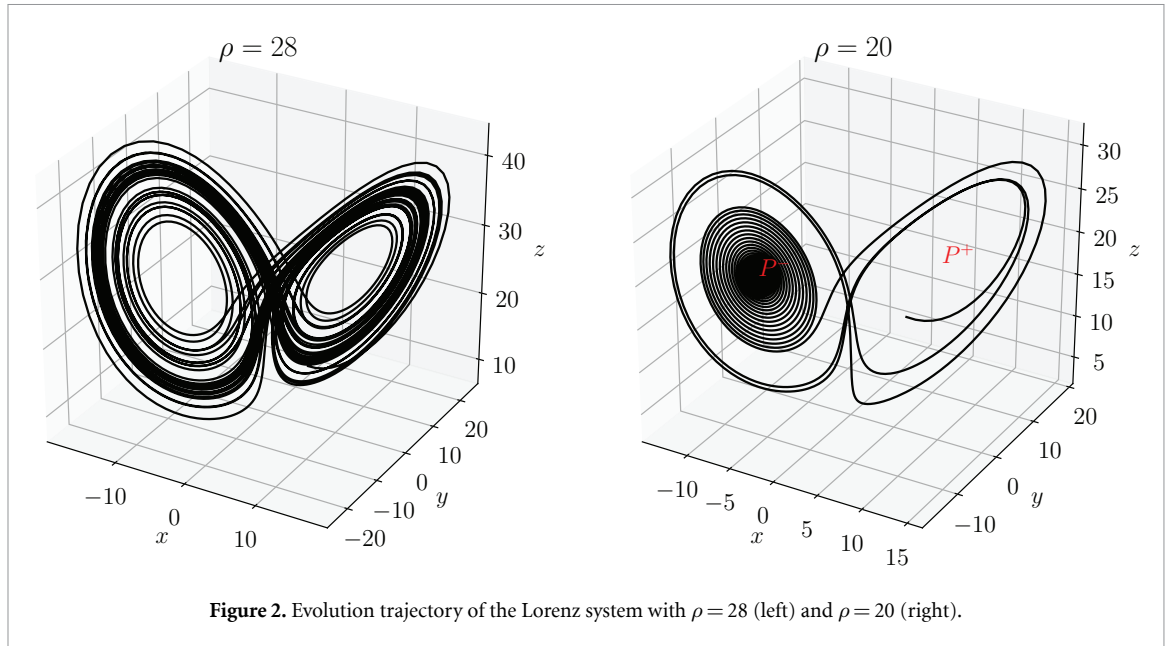 ρ = 28
40
30
z
20
10
−10
0
10
x
20
10
0
−10
−20
y
ρ = 20
P⁻
P⁺
30
25
20
z
15
10
5
−10
−5
0
5
10
15
x
20
10
0
−10
y
Figure 2. Evolution trajectory of the Lorenz system with ρ = 28 (left) and ρ = 20 (right).